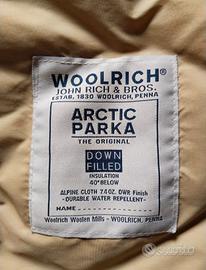 WOOLRICH®
JOHN RICH & BROS.
ESTAB. 1830 WOOLRICH, PENNA
ARCTIC
PARKA
THE ORIGINAL
DOWN
FILLED
INSULATION
40° BELOW
ALPINE CLOTH 7.4 OZ. DWR Finish
-DURABLE WATER REPELLENT-
NAME
Woolrich Woolen Mills - WOOLRICH, PENNA.
subito